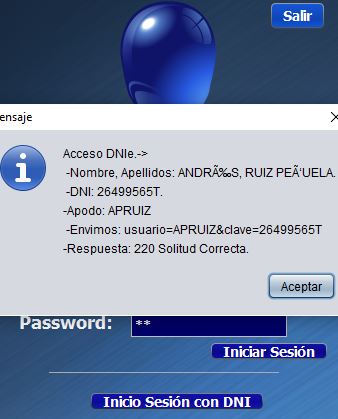 Salir
ensaje
Acceso DNIe.->
-Nombre, Apellidos: ANDRÃ‰S, RUIZ PEÃ‘UELA.
-DNI: 26499565T.
-Apodo: APRUIZ
-Envimos: usuario=APRUIZ&clave=26499565T
-Respuesta: 220 Solitud Correcta.
Aceptar
Password: **
Iniciar Sesión
Inicio Sesión con DNI